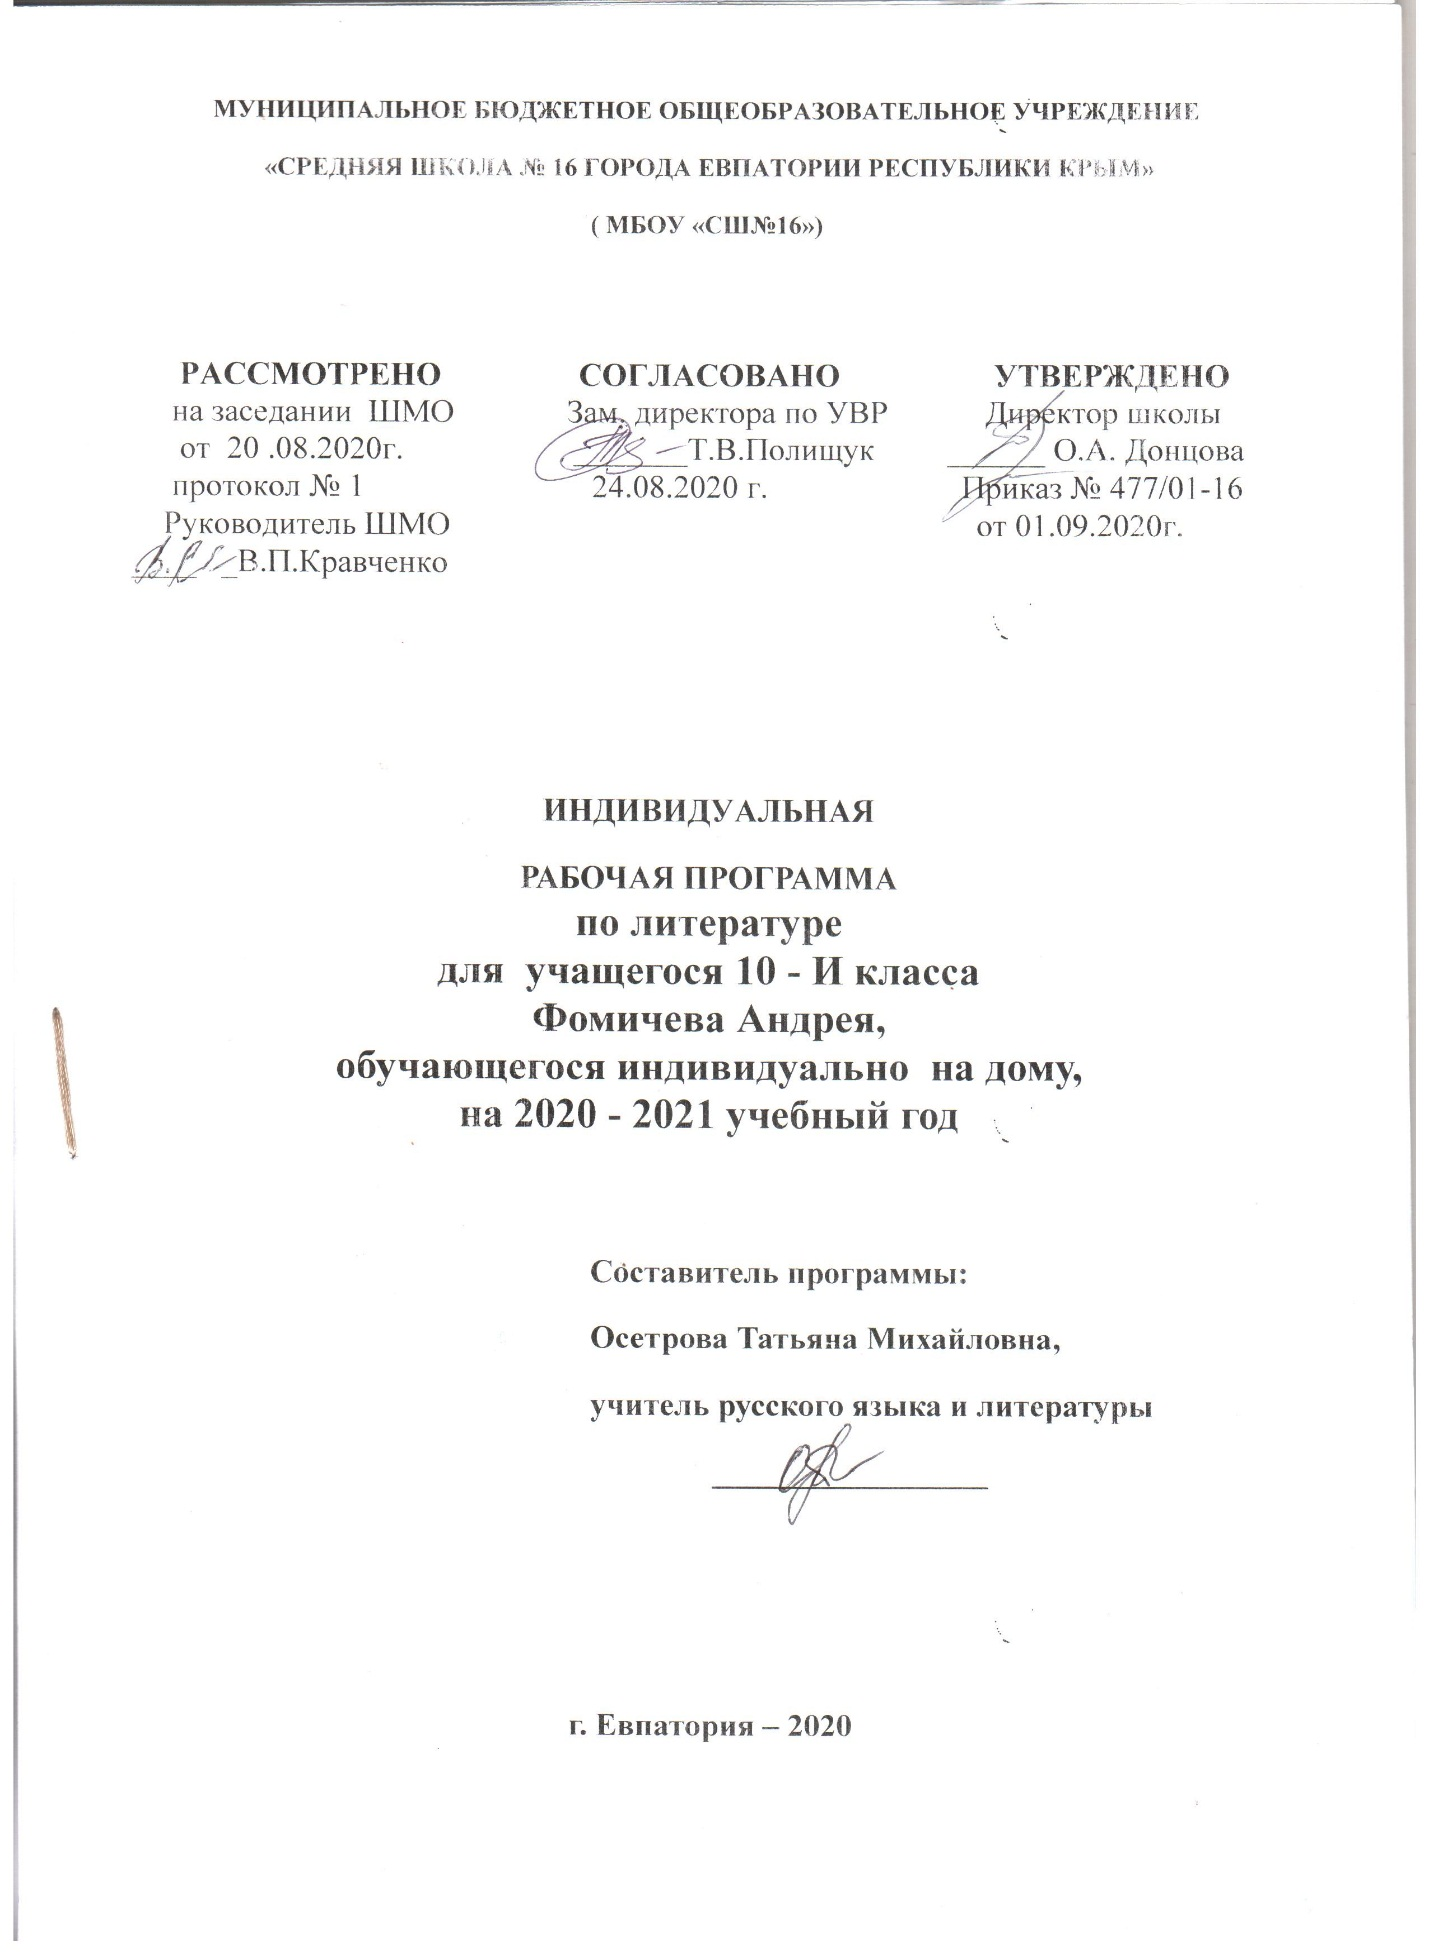 МУНИЦИПАЛЬНОЕ БЮДЖЕТНОЕ ОБЩЕОБРАЗОВАТЕЛЬНОЕ УЧРЕЖДЕНИЕ
«СРЕДНЯЯ ШКОЛА № 16 ГОРОДА ЕВПАТОРИИ РЕСПУБЛИКИ КРЫМ»
( МБОУ «СШ№16»)
РАССМОТРЕНО
на заседании ШМО
от 20 .08.2020г.
протокол № 1
Руководитель ШМО
В.П.Кравченко
СОГЛАСОВАНО
Зам. директора по УВР
Т.В.Полищук
24.08.2020 г.
УТВЕРЖДЕНО
Директор школы
О.А. Донцова
Приказ № 477/01-16
от 01.09.2020г.
ИНДИВИДУАЛЬНАЯ
РАБОЧАЯ ПРОГРАММА
по литературе
для учащегося 10 - И класса
Фомичева Андрея,
обучающегося индивидуально на дому,
на 2020 - 2021 учебный год
Составитель программы:
Осетрова Татьяна Михайловна,
учитель русского языка и литературы
г. Евпатория – 2020